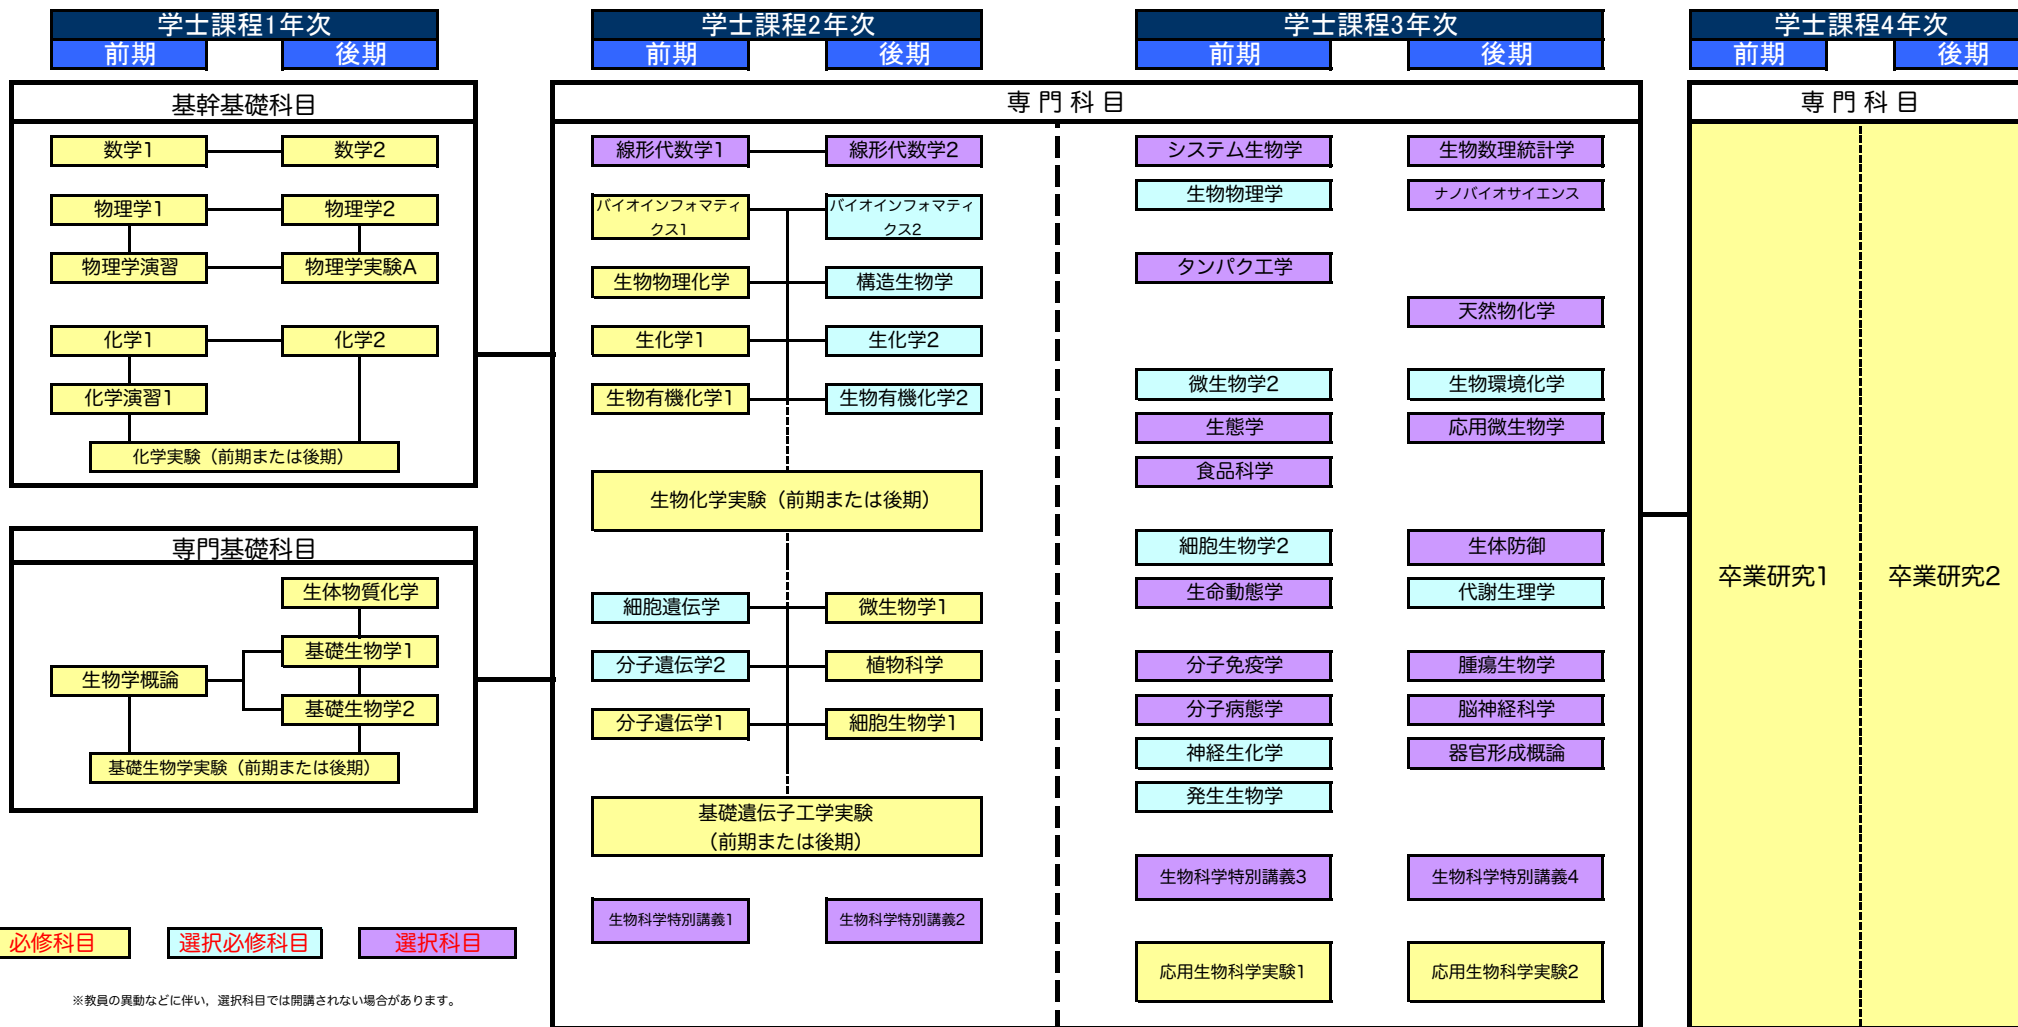 学士課程1年次
前期
後期
学士課程2年次
前期
後期
学士課程3年次
前期
後期
学士課程4年次
前期
後期
基幹基礎科目
数学1
数学2
物理学1
物理学2
物理学演習
物理学実験A
化学1
化学2
化学演習1
化学実験（前期または後期）
専門基礎科目
生体物質化学
基礎生物学1
生物学概論
基礎生物学2
基礎生物学実験（前期または後期）
専 門 科 目
線形代数学1
線形代数学2
バイオインフォマティ
クス1
バイオインフォマティ
クス2
生物物理化学
構造生物学
生化学1
生化学2
生物有機化学1
生物有機化学2
生物化学実験（前期または後期）
細胞遺伝学
微生物学1
分子遺伝学2
植物科学
分子遺伝学1
細胞生物学1
基礎遺伝子工学実験
（前期または後期）
生物科学特別講義1
生物科学特別講義2
システム生物学
生物数理統計学
生物物理学
ナノバイオサイエンス
タンパク工学
天然物化学
微生物学2
生物環境化学
生態学
応用微生物学
食品科学
細胞生物学2
生体防御
生命動態学
代謝生理学
分子免疫学
腫瘍生物学
分子病態学
脳神経科学
神経生化学
器官形成概論
発生生物学
生物科学特別講義3
生物科学特別講義4
応用生物科学実験1
応用生物科学実験2
専 門 科 目
卒業研究1
卒業研究2
必修科目
選択必修科目
選択科目
※教員の異動などに伴い，選択科目では開講されない場合があります。